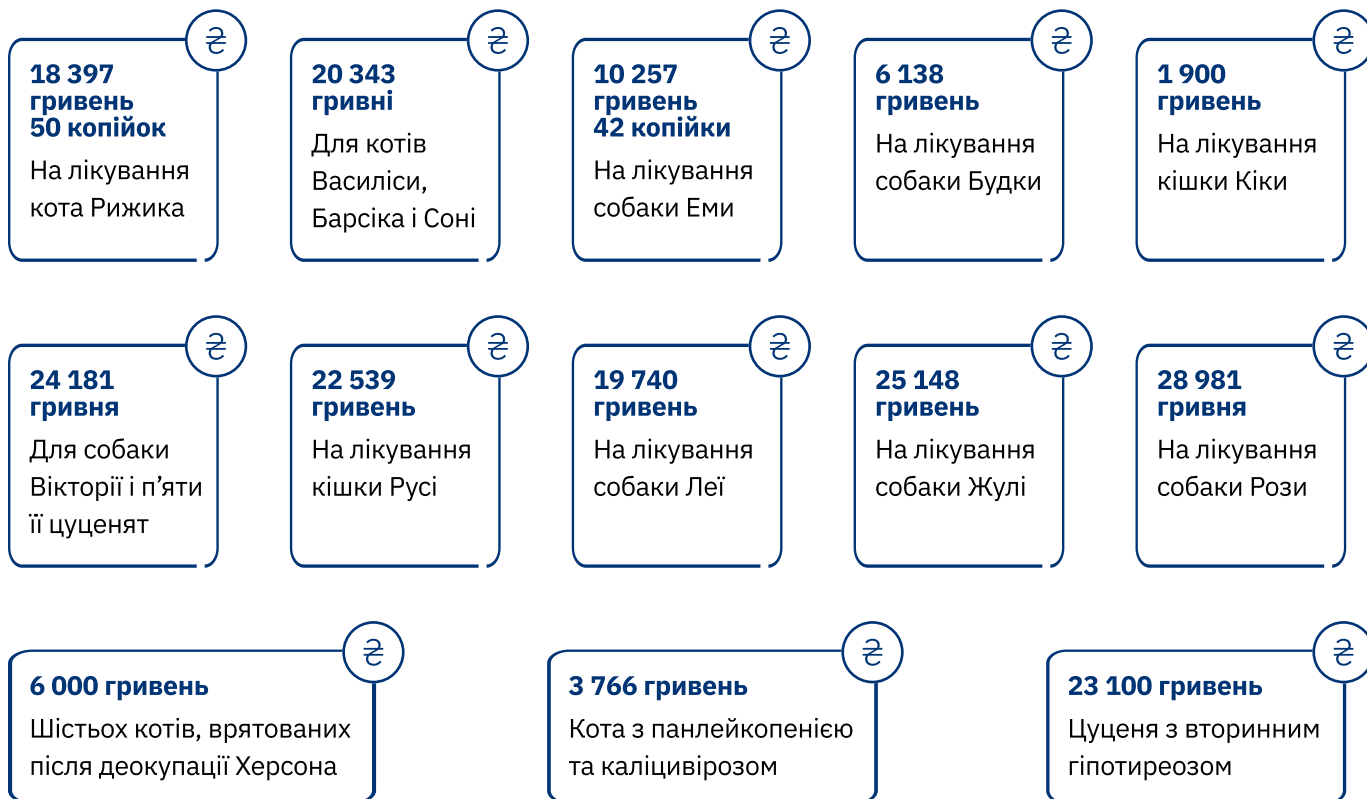 ₴
18 397
гривень
50 копійок
На лікування
кота Рижика
₴
20 343
гривні
Для котів
Василіси,
Барсіка і Соні
₴
10 257
гривень
42 копійки
На лікування
собаки Еми
₴
6 138
гривень
На лікування
собаки Будки
₴
1 900
гривень
На лікування
кішки Кіки
₴
24 181
гривня
Для собаки
Вікторії і п’яти
її цуценят
₴
22 539
гривень
На лікування
кішки Русі
₴
19 740
гривень
На лікування
собаки Леї
₴
25 148
гривень
На лікування
собаки Жулі
₴
28 981
гривня
На лікування
собаки Рози
₴
6 000 гривень
Шістьох котів, врятованих
після деокупації Херсона
₴
3 766 гривень
Кота з панлейкопенією
та каліцивірозом
₴
23 100 гривень
Цуценя з вторинним
гіпотиреозом